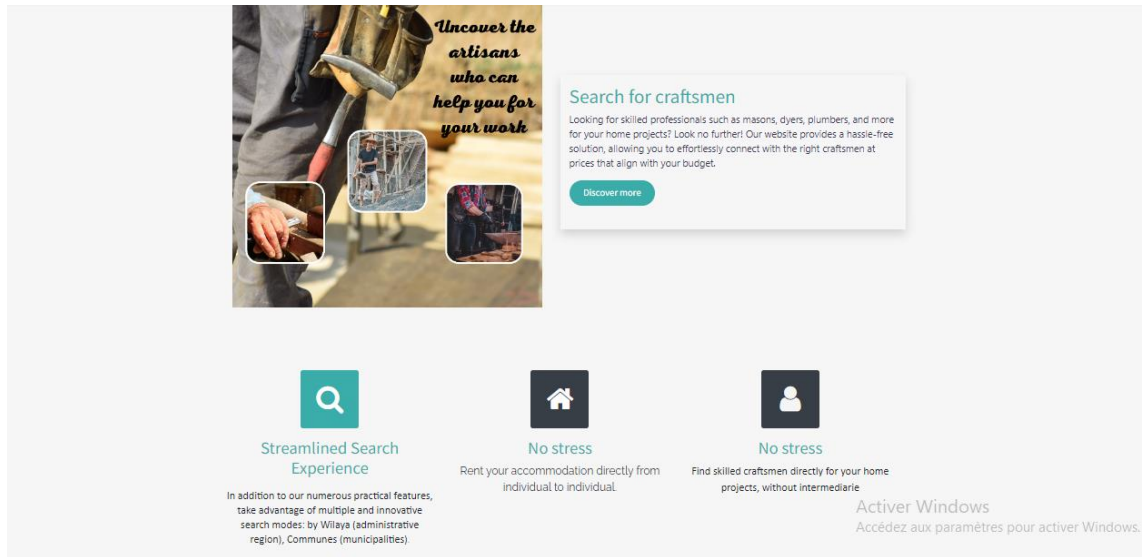 Uncover the
artisans
who can
help you for
your work
Search for craftsmen
Looking for skilled professionals such as masons, dyers, plumbers, and more
for your home projects? Look no further! Our website provides a hassle-free
solution, allowing you to effortlessly connect with the right craftsmen at
prices that align with your budget.
Discover more
Streamlined Search
Experience
In addition to our numerous practical features,
take advantage of multiple and innovative
search modes: by Wilaya (administrative
region), Communes (municipalities).
No stress
Rent your accommodation directly from
individual to individual.
No stress
Find skilled craftsmen directly for your home
projects, without intermediarie
Activer Windows
Accédez aux paramètres pour activer Windows.